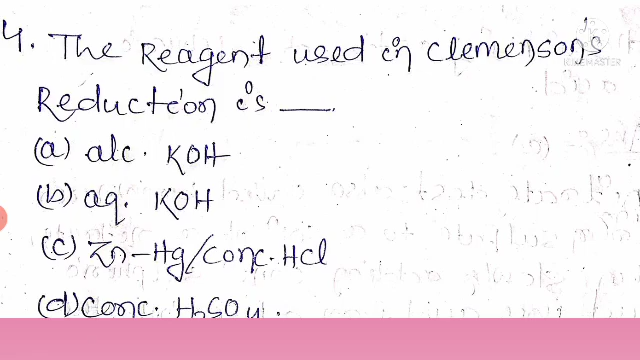 4. The Reagent used in Clemenson's
Reduction is ___
(a) alc. KOH
(b) aq. KOH
(c) Zn-Hg/Conc. HCl
(d) Conc. H2SO4.